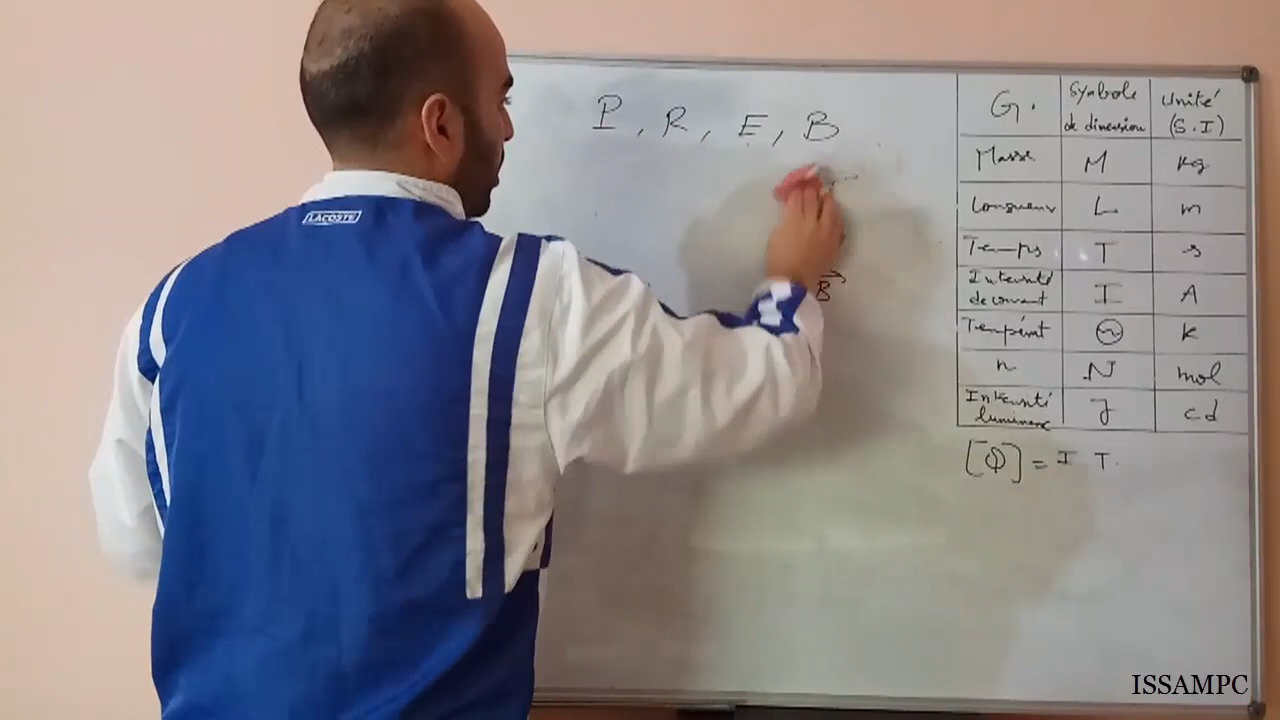 LACOSTE
P, R, E, B
B
G. Symbole de dimension Unité (S.I)
Masse M kg
Longueur L m
Temps T s
Intensité de courant I A
Températ Θ K
n N mol
Intensité lumineuse J cd
[Q] = I T.
ISSAMPC